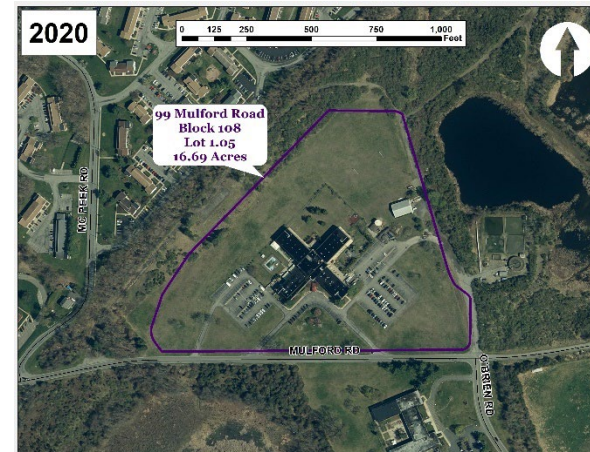 2020
0 125 250 500 750 1,000
Feet
99 Mulford Road
Block 108
Lot 1.05
16.69 Acres
MC PEEK RD
MULFORD RD
O'BRIEN RD